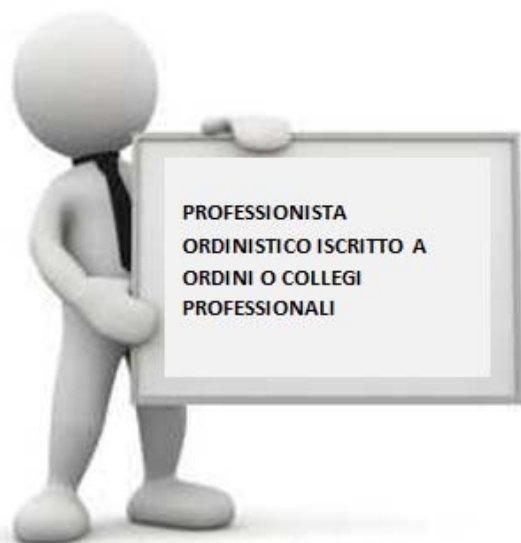 PROFESSIONISTA
ORDINISTICO ISCRITTO A
ORDINI O COLLEGI
PROFESSIONALI